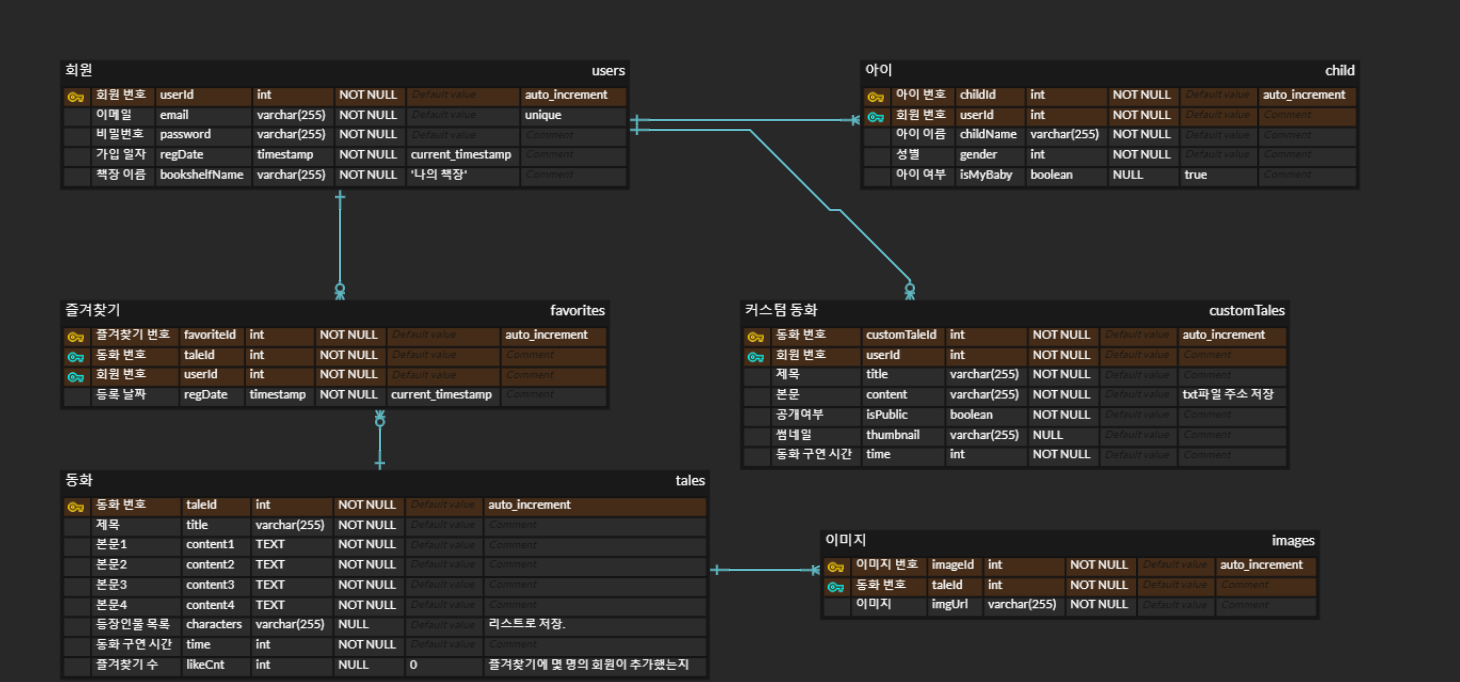 회원 users
회원 번호 userId int NOT NULL Default value auto_increment
이메일 email varchar(255) NOT NULL Default value unique
비밀번호 password varchar(255) NOT NULL Default value Comment
가입 일자 regDate timestamp NOT NULL current_timestamp Comment
책장 이름 bookshelfName varchar(255) NOT NULL '나의 책장' Comment
아이 child
아이 번호 childId int NOT NULL Default value auto_increment
회원 번호 userId int NOT NULL Default value Comment
아이 이름 childName varchar(255) NOT NULL Default value Comment
성별 gender int NOT NULL Default value Comment
아이 여부 isMyBaby boolean NULL true Comment
즐겨찾기 favorites
즐겨찾기 번호 favoriteId int NOT NULL Default value auto_increment
동화 번호 taleId int NOT NULL Default value Comment
회원 번호 userId int NOT NULL Default value Comment
등록 날짜 regDate timestamp NOT NULL current_timestamp Comment
커스텀 동화 customTales
동화 번호 customTaleId int NOT NULL Default value auto_increment
회원 번호 userId int NOT NULL Default value Comment
제목 title varchar(255) NOT NULL Default value Comment
본문 content varchar(255) NOT NULL Default value txt파일 주소 저장
공개여부 isPublic boolean NOT NULL Default value Comment
썸네일 thumbnail varchar(255) NULL Default value Comment
동화 구연 시간 time int NOT NULL Default value Comment
동화 tales
동화 번호 taleId int NOT NULL Default value auto_increment
제목 title varchar(255) NOT NULL Default value Comment
본문1 content1 TEXT NOT NULL Default value Comment
본문2 content2 TEXT NOT NULL Default value Comment
본문3 content3 TEXT NOT NULL Default value Comment
본문4 content4 TEXT NOT NULL Default value Comment
등장인물 목록 characters varchar(255) NULL Default value 리스트로 저장.
동화 구연 시간 time int NOT NULL Default value Comment
즐겨찾기 수 likeCnt int NULL 0 즐겨찾기에 몇 명의 회원이 추가했는지
이미지 images
이미지 번호 imageId int NOT NULL Default value auto_increment
동화 번호 taleId int NOT NULL Default value Comment
이미지 imgUrl varchar(255) NOT NULL Default value Comment